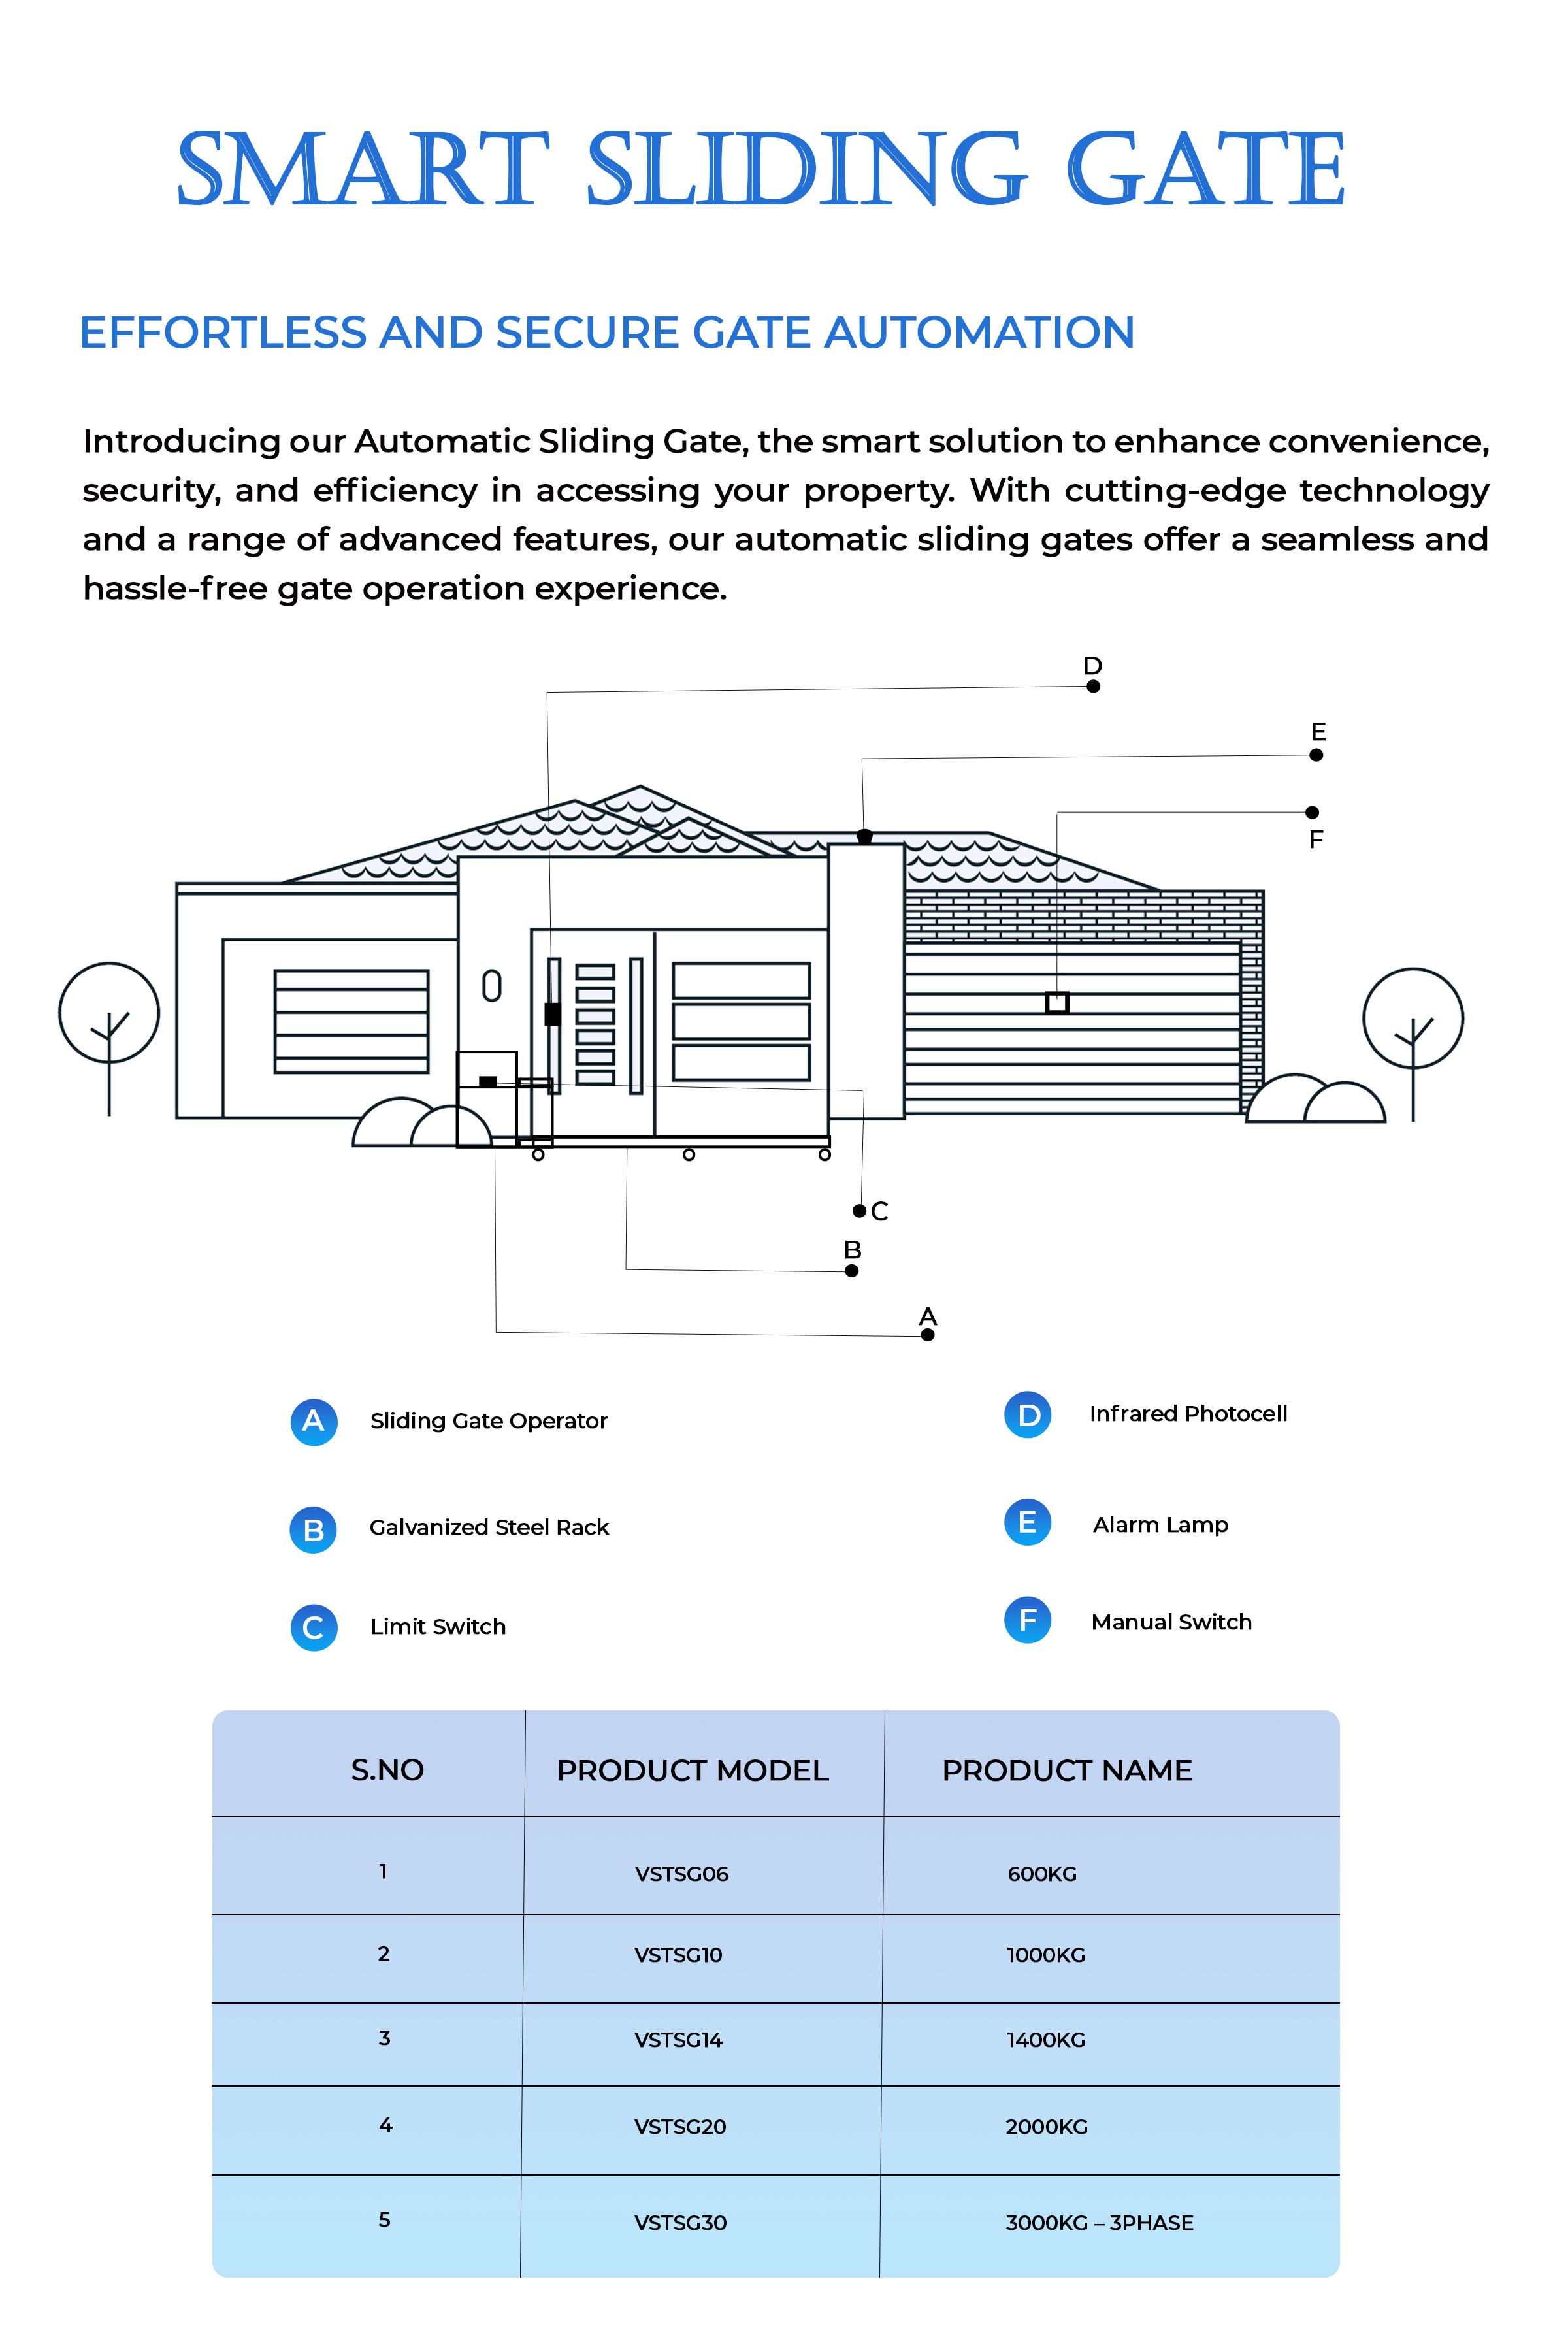 SMART SLIDING GATE
EFFORTLESS AND SECURE GATE AUTOMATION
Introducing our Automatic Sliding Gate, the smart solution to enhance convenience,
security, and efficiency in accessing your property. With cutting-edge technology
and a range of advanced features, our automatic sliding gates offer a seamless and
hassle-free gate operation experience.
D
E
F
C
B
A
A Sliding Gate Operator
D Infrared Photocell
B Galvanized Steel Rack
E Alarm Lamp
C Limit Switch
F Manual Switch
S.NO PRODUCT MODEL PRODUCT NAME
1 VSTSG06 600KG
2 VSTSG10 1000KG
3 VSTSG14 1400KG
4 VSTSG20 2000KG
5 VSTSG30 3000KG – 3PHASE